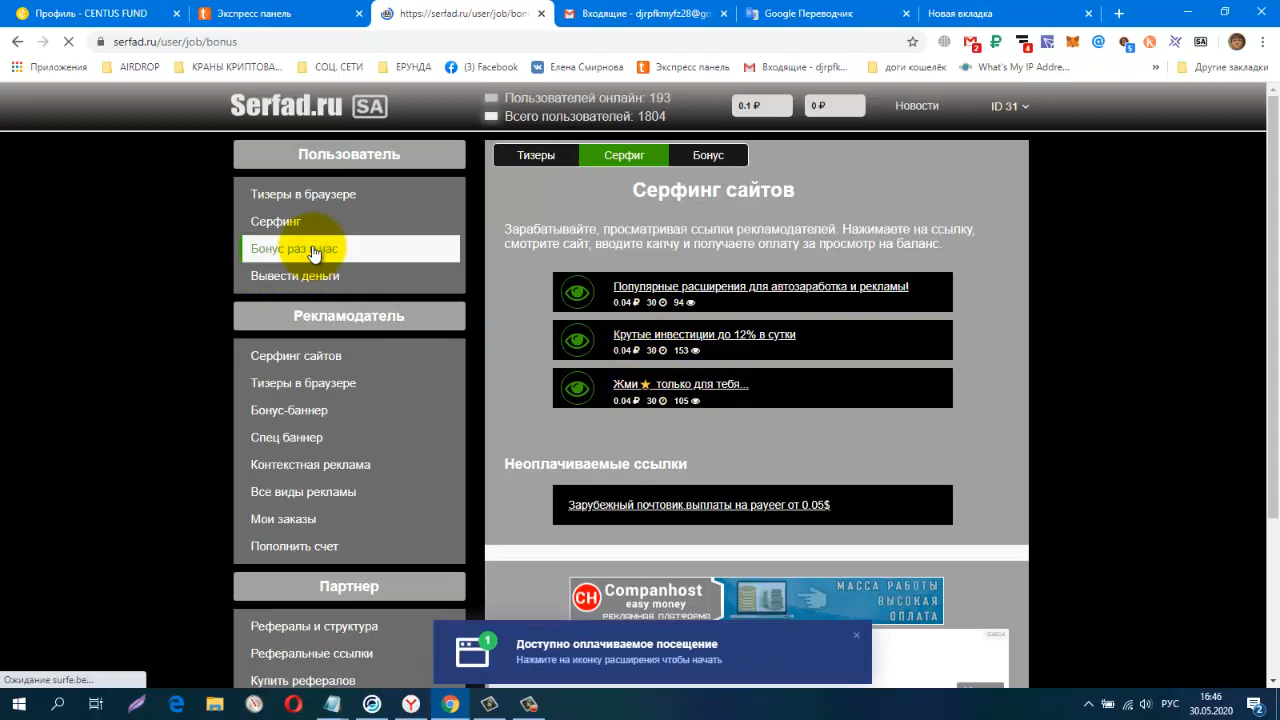 Профиль - CENTUS FUND
Экспресс панель
https://serfad.ru/user/job/bon
Входящие - djrpfkmyfz28@gm
Google Переводчик
Новая вкладка
serfad.ru/user/job/bonus
Приложения
AIRDROP
КРАНЫ КРИПТОВА...
СОЦ. СЕТИ
ЕРУНДА
(3) Facebook
Елена Смирнова
Экспресс панель
Входящие - djrpfk...
доги кошелёк
What's My IP Addre...
Другие закладки
Serfad.ru SA
Пользователей онлайн: 193
Всего пользователей: 1804
0.1 ₽
0 ₽
Новости
ID 31
Пользователь
Тизеры в браузере
Серфинг
Бонус раз час
Вывести деньги
Рекламодатель
Серфинг сайтов
Тизеры в браузере
Бонус-баннер
Спец баннер
Контекстная реклама
Все виды рекламы
Мои заказы
Пополнить счет
Партнер
Рефералы и структура
Реферальные ссылки
Купить рефералов
Тизеры
Серфиг
Бонус
Серфинг сайтов
Зарабатывайте, просматривая ссылки рекламодателей. Нажимаете на ссылку,
смотрите сайт, вводите капчу и получаете оплату за просмотр на баланс.
Популярные расширения для автозаработка и рекламы!
0.04 ₽ 30 94
Крутые инвестиции до 12% в сутки
0.04 ₽ 30 153
Жми⭐ только для тебя...
0.04 ₽ 30 105
Неоплачиваемые ссылки
Зарубежный почтовик.выплаты на payeer от 0.05$
CH Companhost
easy money
РЕКЛАМНАЯ ПЛАТФОРМА
МАССА РАБОТЫ
ВЫСОКАЯ
ОПЛАТА
1
Доступно оплачиваемое посещение
Нажмите на иконку расширения чтобы начать
Ожидание surfe.be...
РУС
16:46
30.05.2020
2